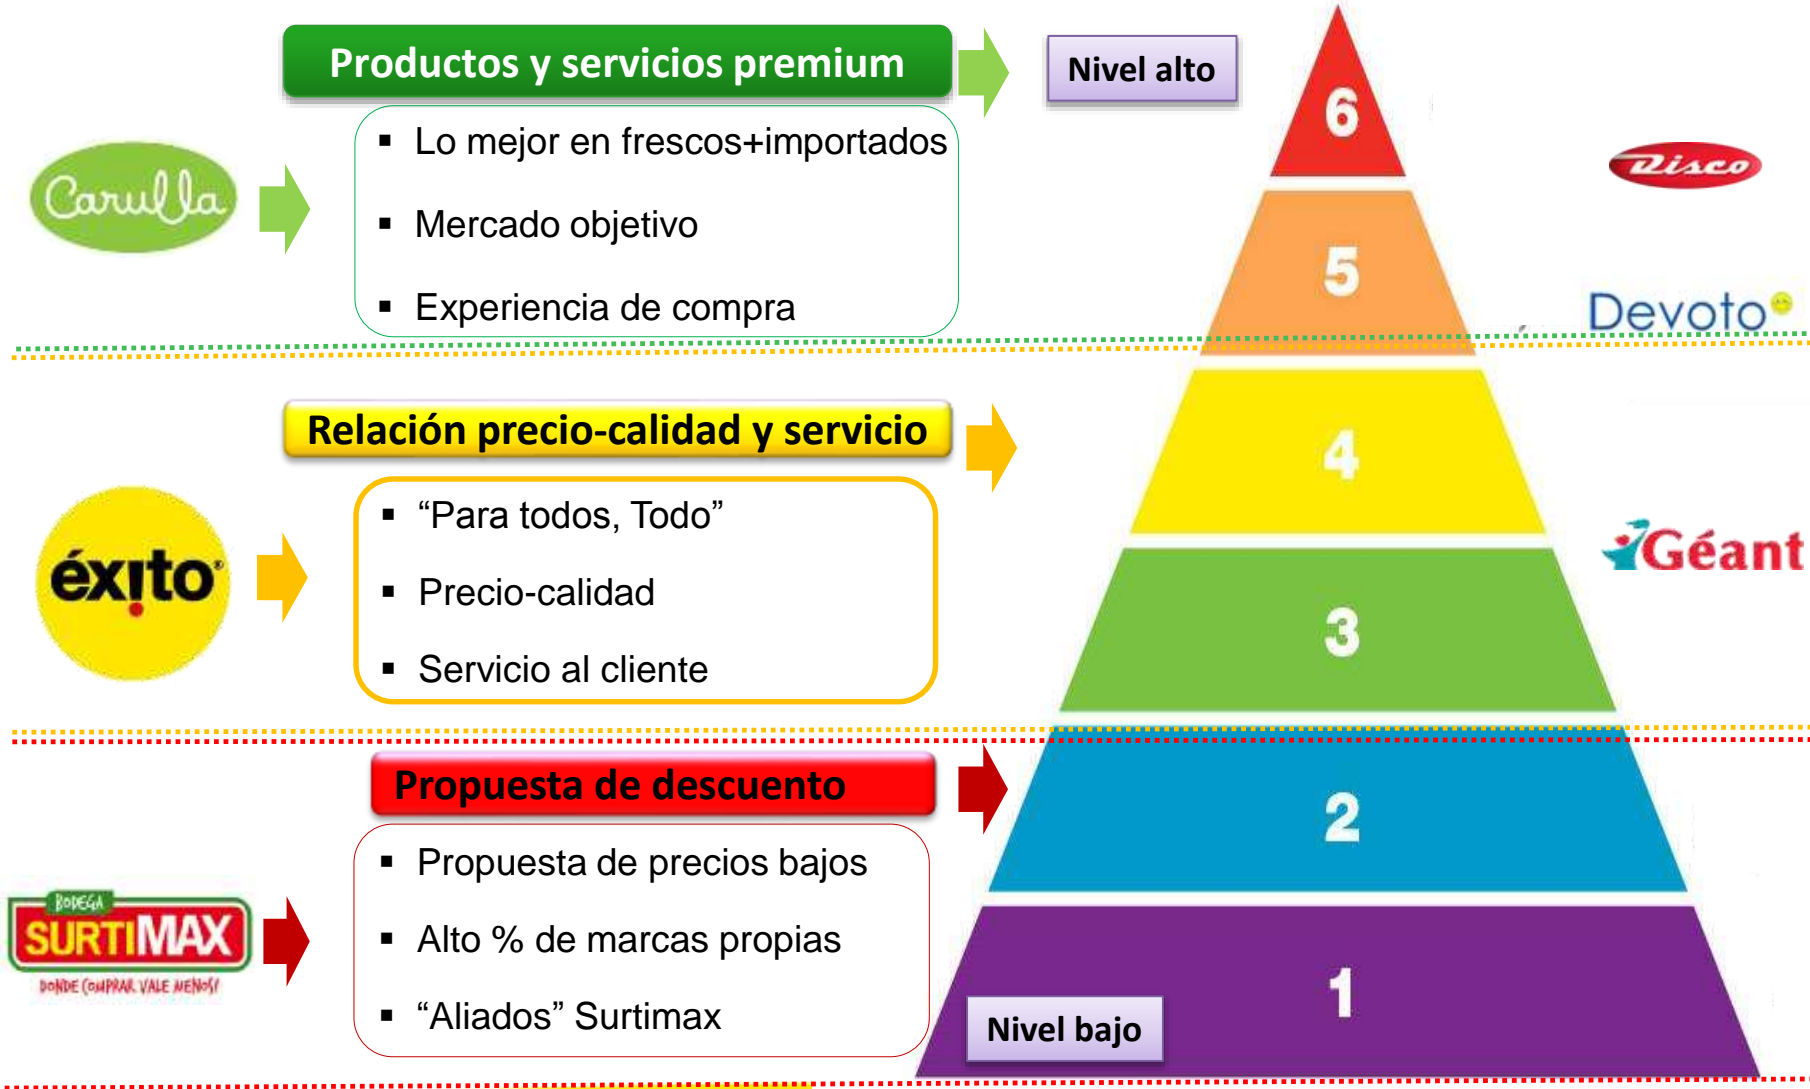 Productos y servicios premium
Nivel alto
6
Carulla
▪ Lo mejor en frescos+importados
▪ Mercado objetivo
▪ Experiencia de compra
Disco
5
Devoto
Relación precio-calidad y servicio
4
éxito
▪ “Para todos, Todo”
▪ Precio-calidad
▪ Servicio al cliente
Géant
3
Propuesta de descuento
2
BODEGA
SURTIMAX
DONDE COMPRAR VALE MENOS!
▪ Propuesta de precios bajos
▪ Alto % de marcas propias
▪ “Aliados” Surtimax
1
Nivel bajo